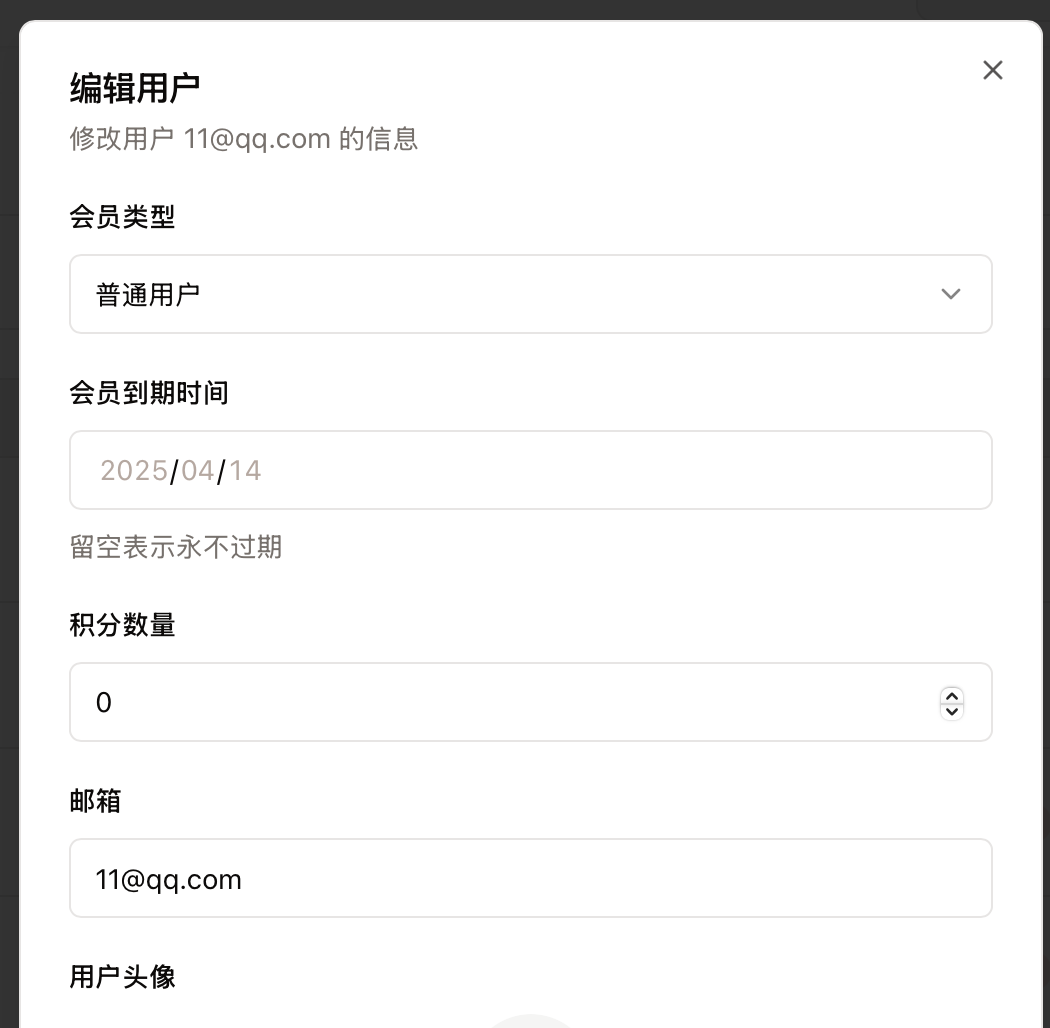 编辑用户
修改用户 11@qq.com 的信息
会员类型
普通用户
会员到期时间
2025/04/14
留空表示永不过期
积分数量
0
邮箱
11@qq.com
用户头像